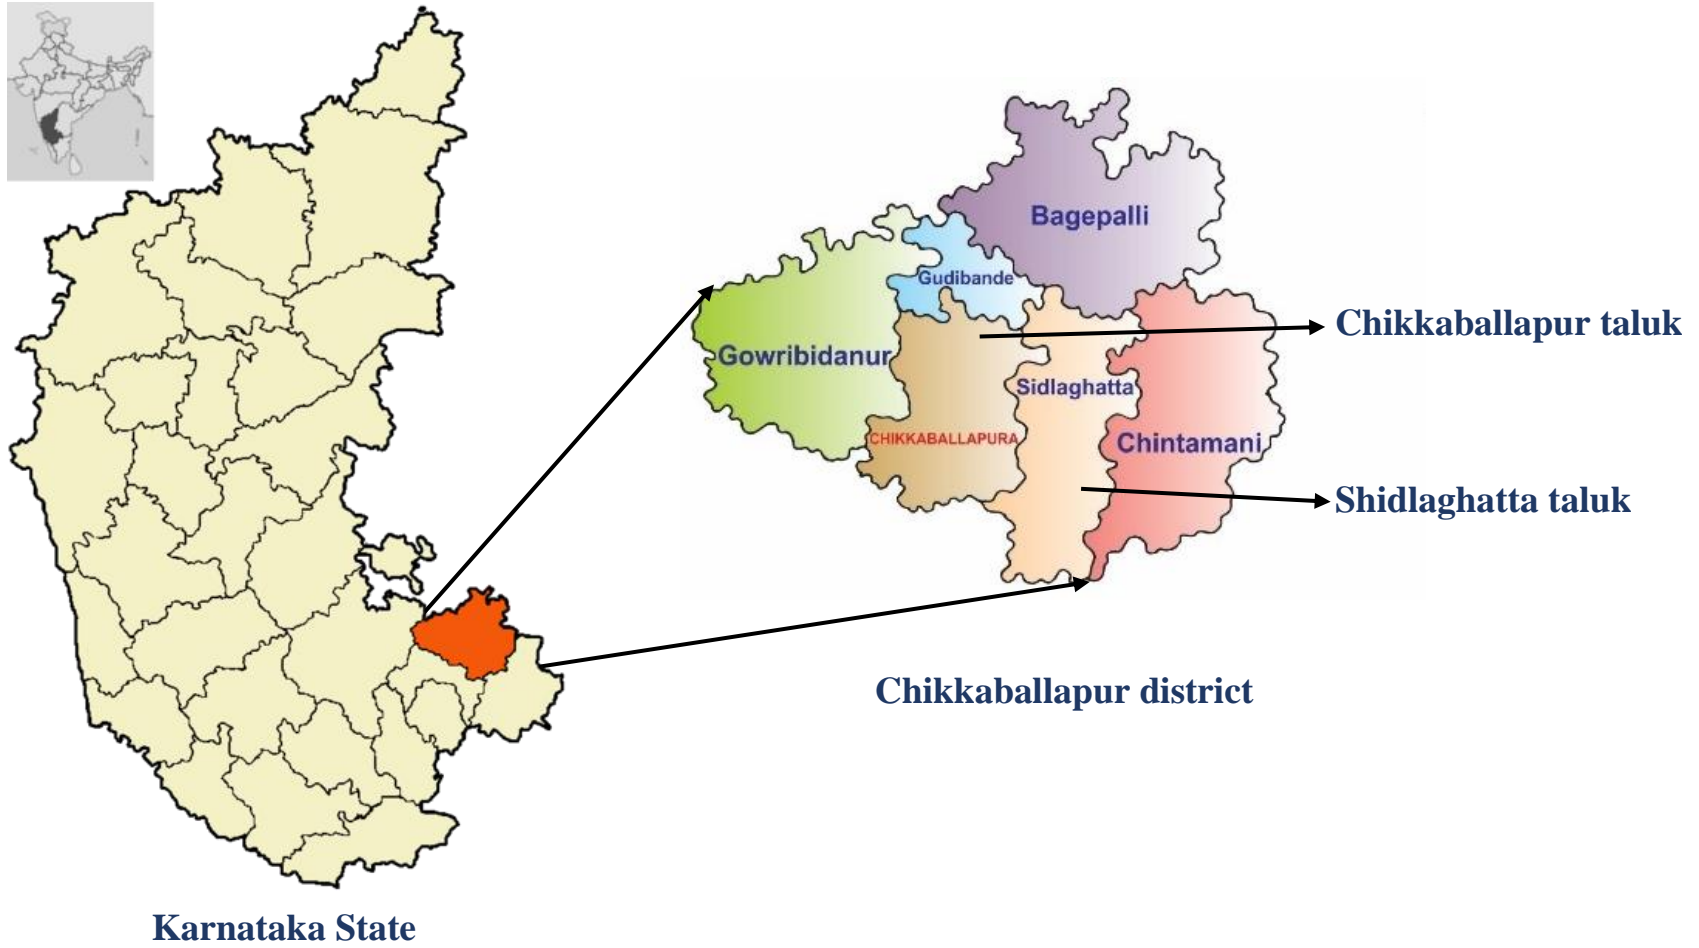 Bagepalli
Gudibande
Chikkaballapur taluk
Gowribidanur
Sidlaghatta
CHIKKABALLAPURA
Chintamani
Shidlaghatta taluk
Chikkaballapur district
Karnataka State